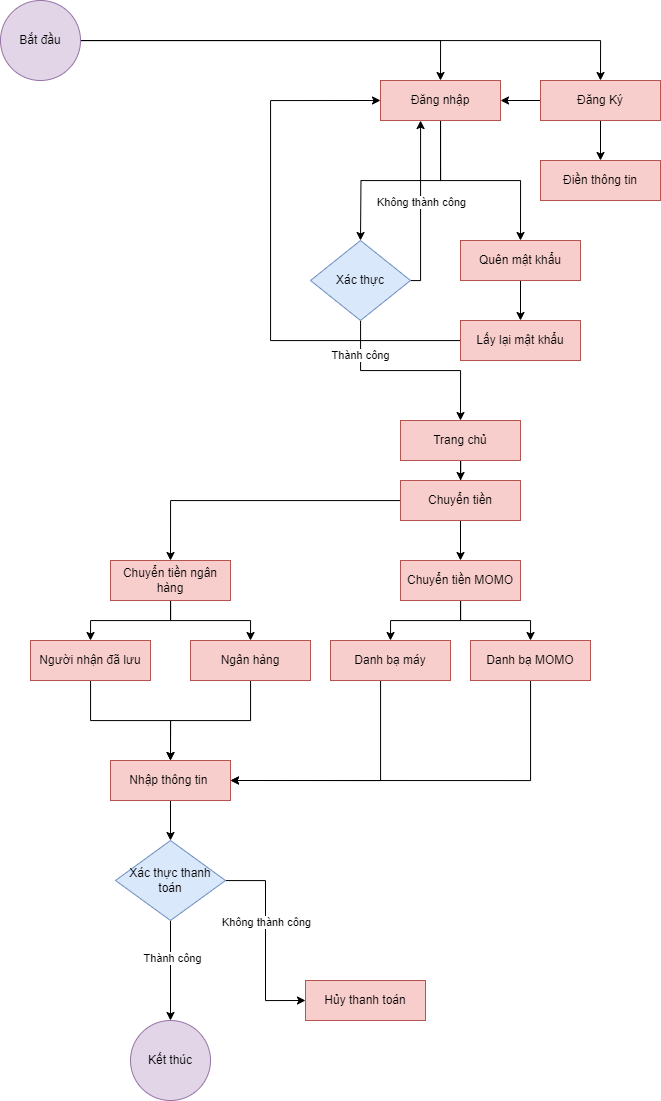 Bắt đầu
Đăng nhập
Đăng Ký
Điền thông tin
Không thành công
Quên mật khẩu
Xác thực
Lấy lại mật khẩu
Thành công
Trang chủ
Chuyển tiền
Chuyển tiền ngân
hàng
Chuyển tiền MOMO
Người nhận đã lưu
Ngân hàng
Danh bạ máy
Danh bạ MOMO
Nhập thông tin
Xác thực thanh
toán
Không thành công
Thành công
Hủy thanh toán
Kết thúc